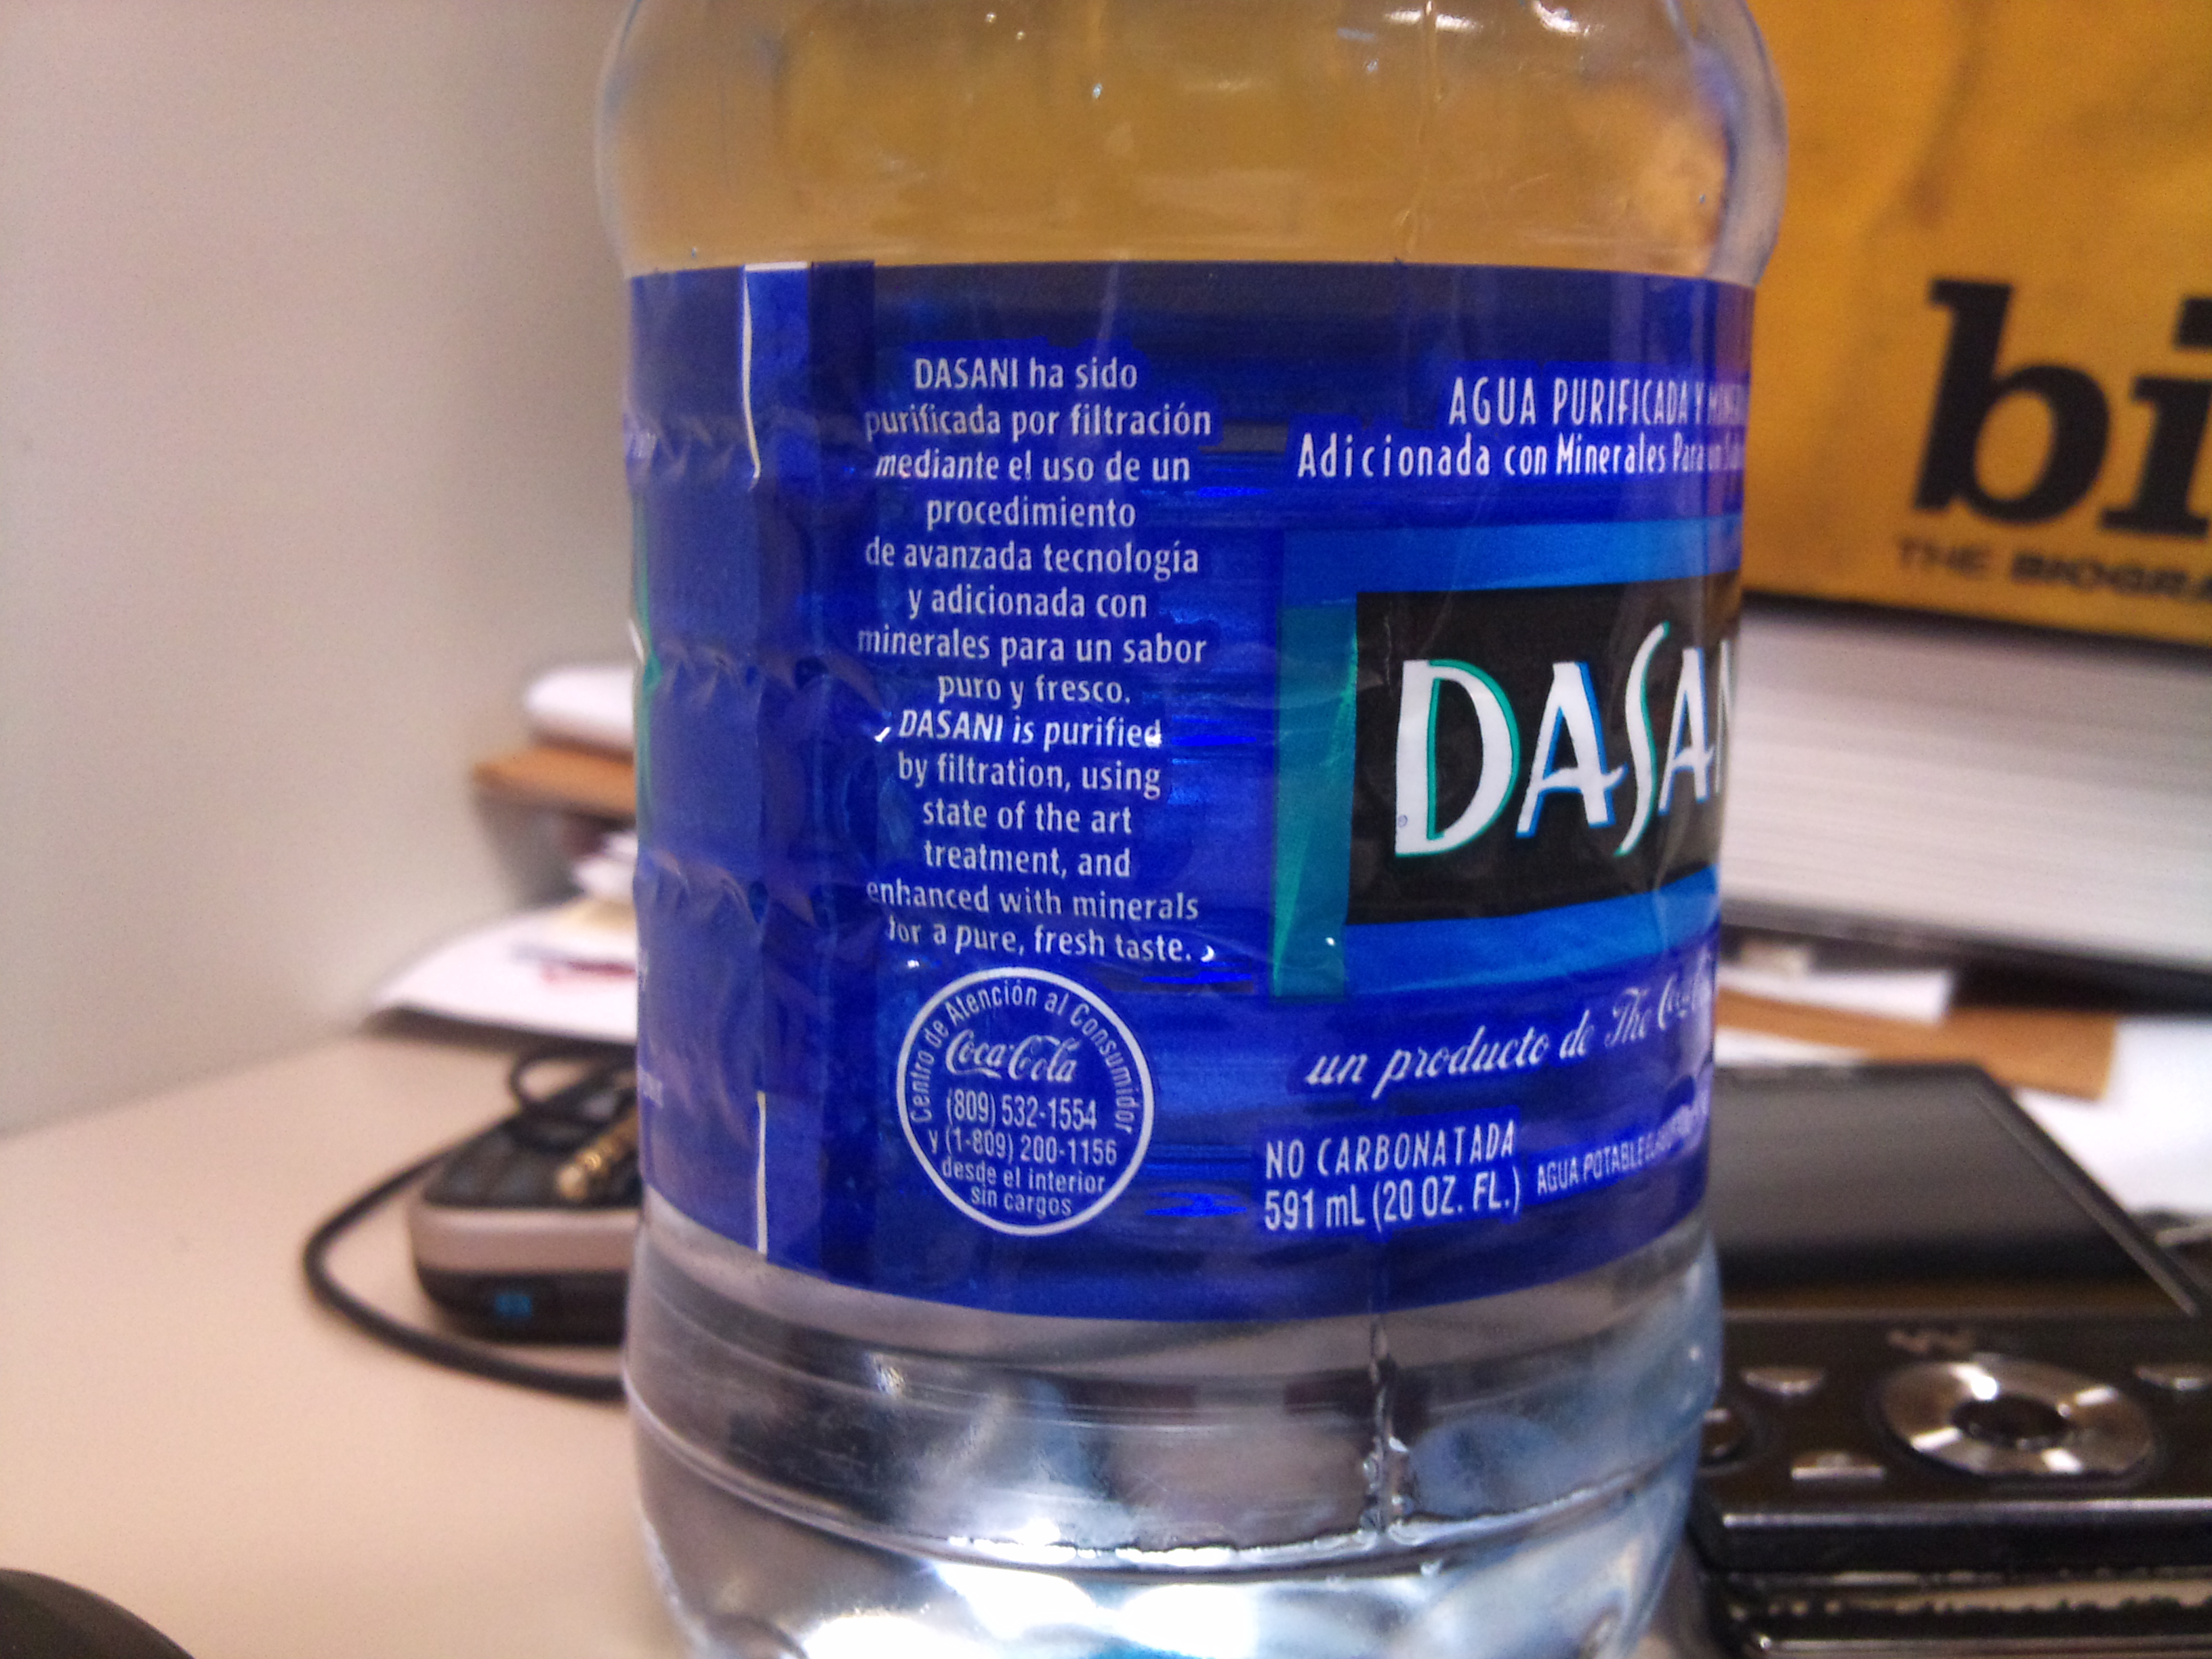 DASANI ha sido
purificada por filtración
mediante el uso de un
procedimiento
de avanzada tecnología
y adicionada con
minerales para un sabor
puro y fresco.
DASANI is purified
by filtration, using
state of the art
treatment, and
enhanced with minerals
for a pure, fresh taste.
Centro de Atención al Consumidor
Coca-Cola
(809) 532-1554
y (1-809) 200-1156
desde el interior
sin cargos
AGUA PURIFICADA Y
Adicionada con Minerales Para un
DASAN
un producto de The
NO CARBONATADA
591 mL (20 OZ. FL.)
AGUA POTABLE
bi
THE BIOGRA